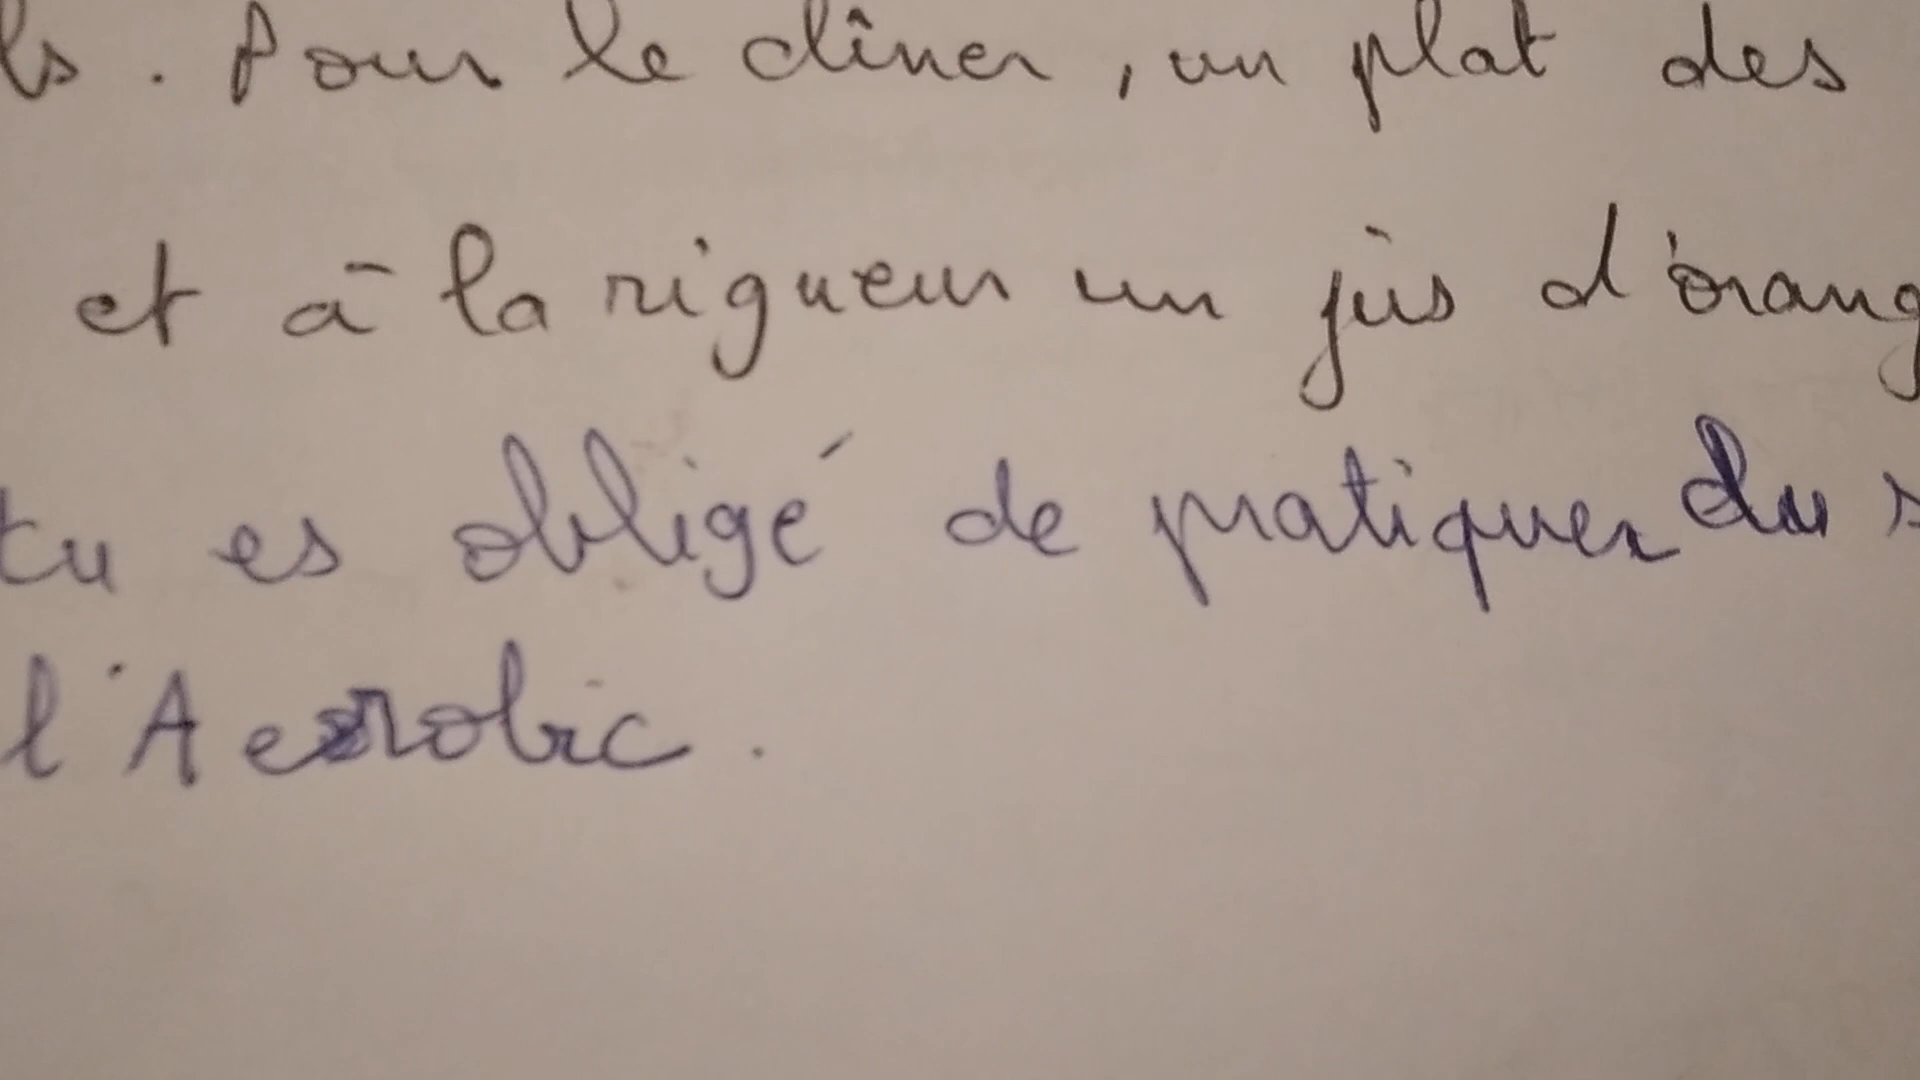 ls. Pour le dîner, un plat des
et à la rigueur un jus d'orang
tu es obligé de pratiquer du s
l'Aerobic.